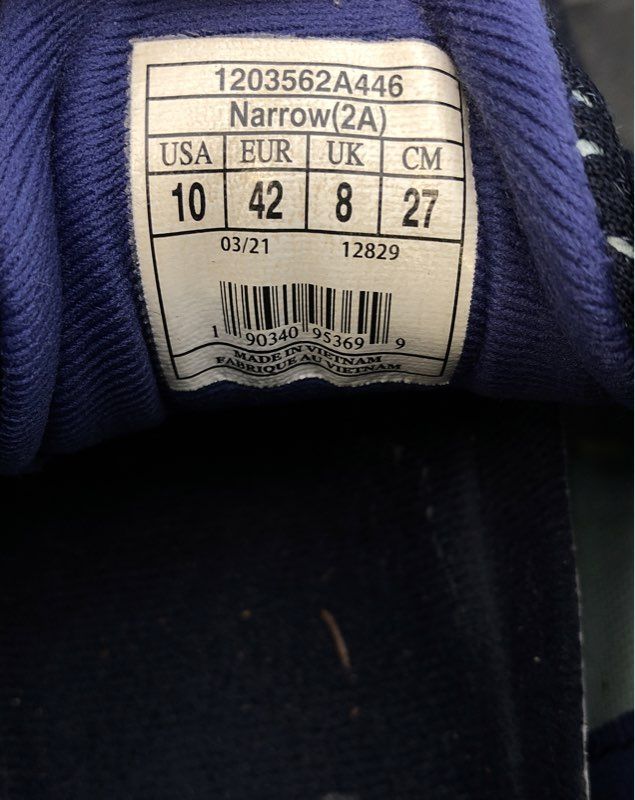 1203562A446
Narrow(2A)
USA EUR UK CM
10 42 8 27
03/21 12829
1 90340 95369 9
MADE IN VIETNAM
FABRIQUE AU VIETNAM